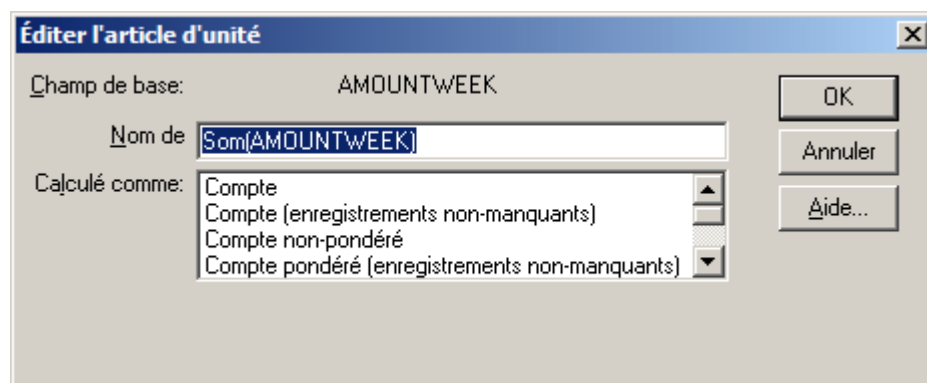 Éditer l'article d'unité
Champ de base: AMOUNTWEEK
OK
Nom de Som(AMOUNTWEEK)
Annuler
Calculé comme: Compte
Aide...
Compte (enregistrements non-manquants)
Compte non-pondéré
Compte pondéré (enregistrements non-manquants)